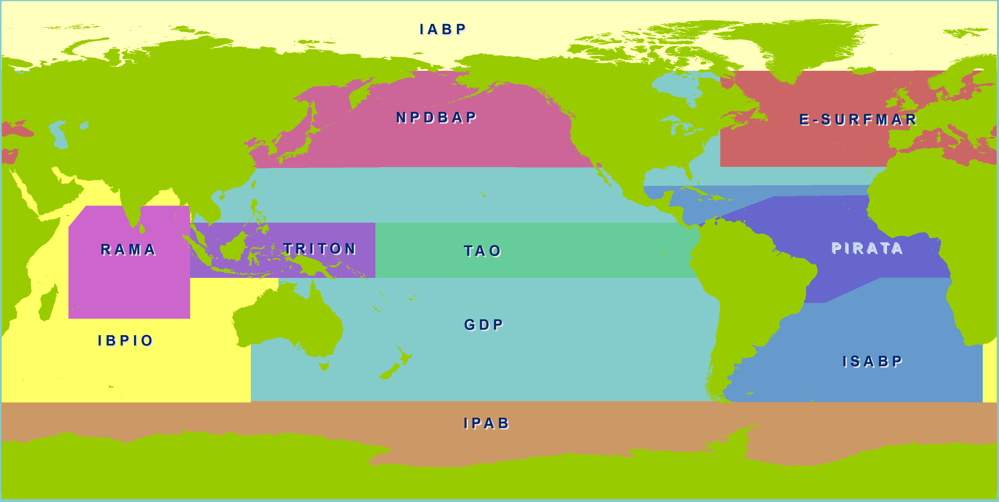 IABP
NPDBAP
E-SURFMAR
RAMA
TRITON
TAO
PIRATA
GDP
IBPIO
ISABP
IPAB